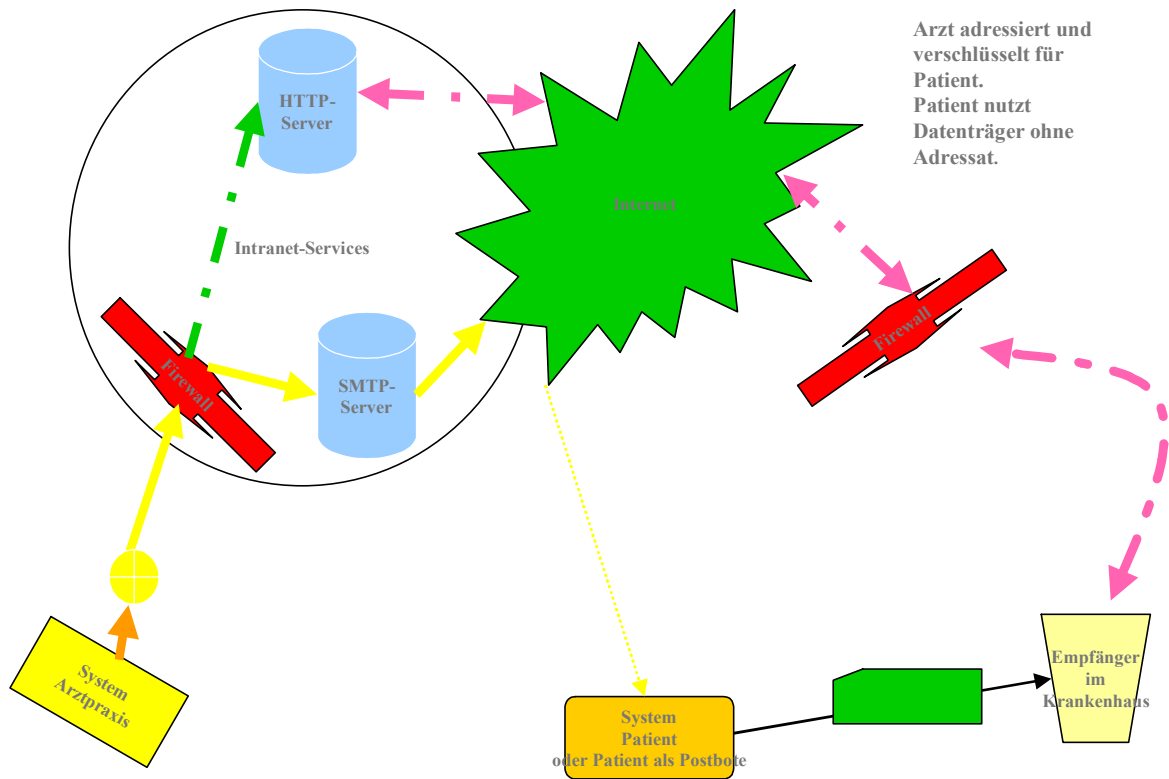 Arzt adressiert und
verschlüsselt für
Patient.
Patient nutzt
Datenträger ohne
Adressat.
HTTP-
Server
Internet
Intranet-Services
Firewall
Firewall
SMTP-
Server
System
Arztpraxis
System
Patient
oder Patient als Postbote
Empfänger
im
Krankenhaus